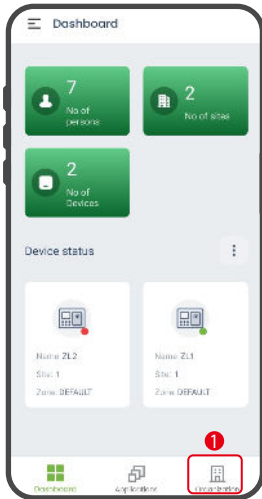 Dashboard
7
No of
persons
2
No of sites
2
No of
Devices
Device status
Name ZL2
Site: 1
Zone: DEFAULT
Name ZL1
Site: 1
Zone: DEFAULT
1
Dashboard
Applications
Organization